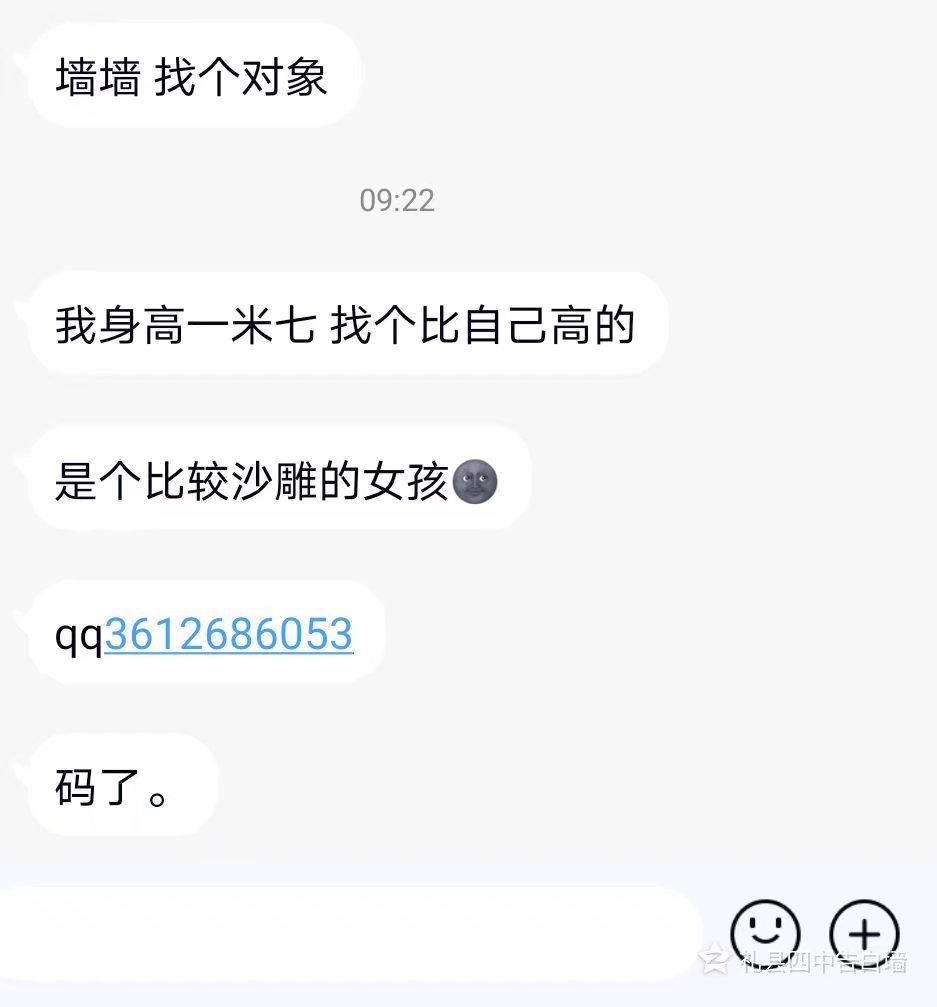 墙墙 找个对象
09:22
我身高一米七 找个比自己高的
是个比较沙雕的女孩🌚
qq3612686053
码了。
礼县四中告白墙